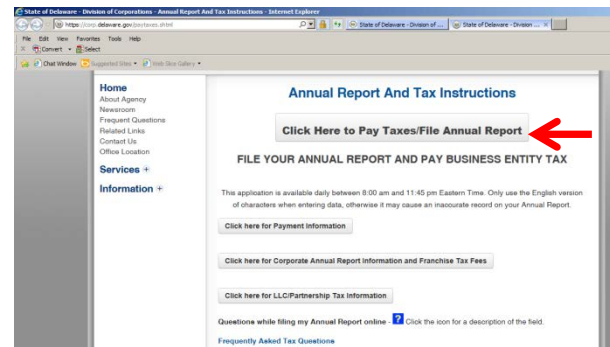 State of Delaware - Division of Corporations - Annual Report And Tax Instructions - Internet Explorer
https://corp.delaware.gov/paytaxes.shtml
State of Delaware - Division of ...
State of Delaware - Division ...
File Edit View Favorites Tools Help
Convert Select
Chat Window Suggested Sites Web Slice Gallery
Home
About Agency
Newsroom
Frequent Questions
Related Links
Contact Us
Office Location
Services +
Information +
Annual Report And Tax Instructions
Click Here to Pay Taxes/File Annual Report
FILE YOUR ANNUAL REPORT AND PAY BUSINESS ENTITY TAX
This application is available daily between 8:00 am and 11:45 pm Eastern Time. Only use the English version
of characters when entering data, otherwise it may cause an inaccurate record on your Annual Report.
Click here for Payment Information
Click here for Corporate Annual Report Information and Franchise Tax Fees
Click here for LLC/Partnership Tax Information
Questions while filing my Annual Report online - ? Click the icon for a description of the field.
Frequently Asked Tax Questions